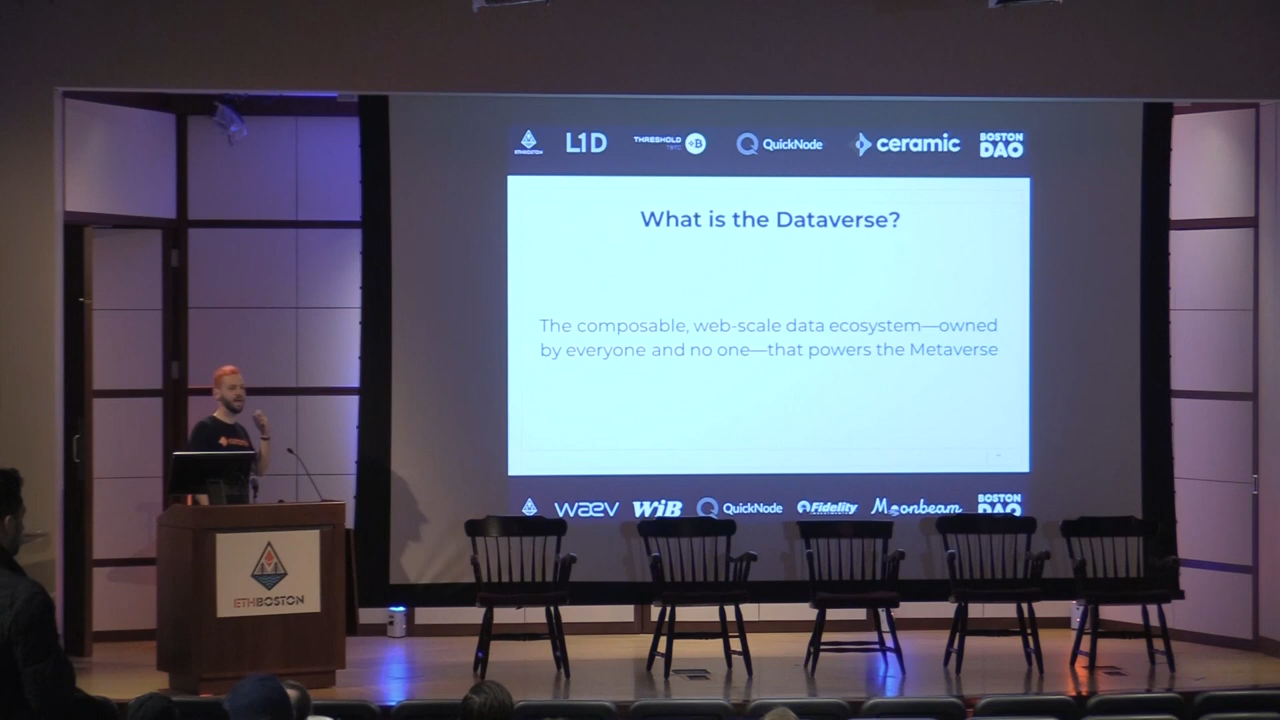 ETHBOSTON
L1D
THRESHOLD
QuickNode
ceramic
BOSTON
DAO
What is the Dataverse?
The composable, web-scale data ecosystem—owned
by everyone and no one—that powers the Metaverse
waev
WiB
QuickNode
Fidelity
Moonbeam
BOSTON
DAO
ETHBOSTON